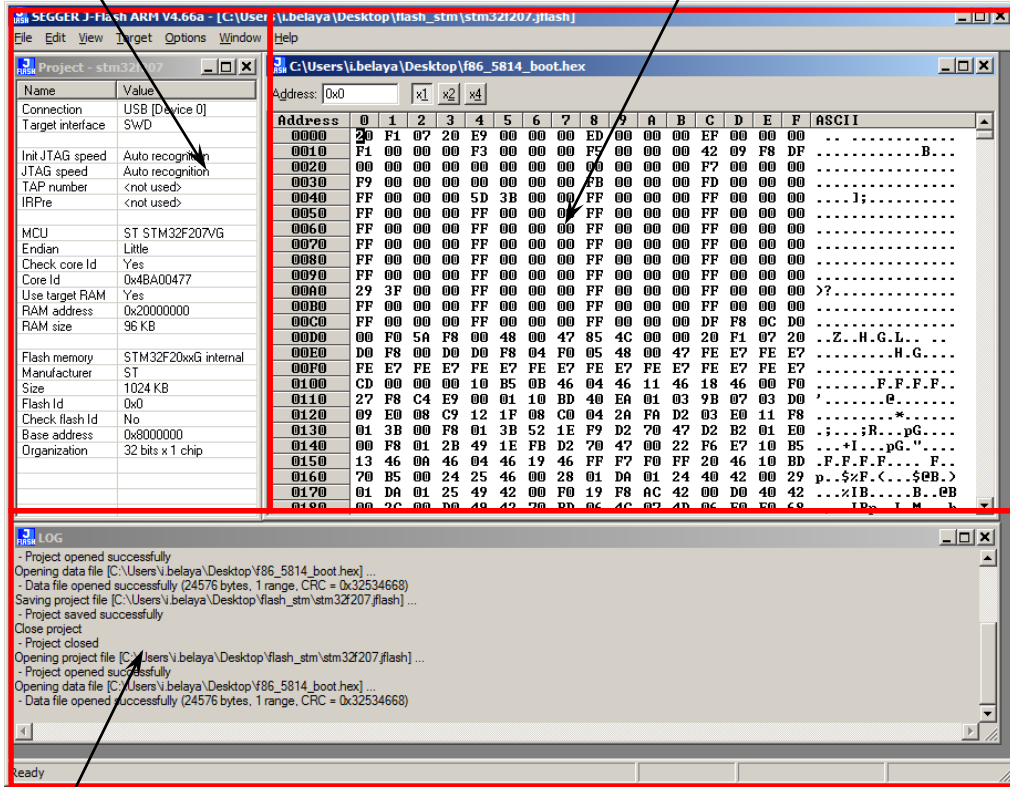 SEGGER J-Flash ARM V4.66a - [C:\Users\i.belaya\Desktop\flash_stm\stm32f207.jflash]
File Edit View Target Options Window Help
Project - stm32f207
Name Value
Connection USB [Device 0]
Target interface SWD
Init JTAG speed Auto recognition
JTAG speed Auto recognition
TAP number <not used>
IRPre <not used>
MCU ST STM32F207VG
Endian Little
Check core Id Yes
Core Id 0x4BA00477
Use target RAM Yes
RAM address 0x20000000
RAM size 96 KB
Flash memory STM32F20xxG internal
Manufacturer ST
Size 1024 KB
Flash Id 0x0
Check flash Id No
Base address 0x8000000
Organization 32 bits x 1 chip
C:\Users\i.belaya\Desktop\f86_5814_boot.hex
Address: 0x0 x1 x2 x4
Address 0 1 2 3 4 5 6 7 8 9 A B C D E F ASCII
0000 20 F1 07 20 E9 00 00 00 ED 00 00 00 EF 00 00 00 ................
0010 F1 00 00 00 F3 00 00 00 F5 00 00 00 42 09 F8 DF ............B...
0020 00 00 00 00 00 00 00 00 00 00 00 00 F7 00 00 00 ................
0030 F9 00 00 00 00 00 00 00 FB 00 00 00 FD 00 00 00 ................
0040 FF 00 00 00 5D 3B 00 00 FF 00 00 00 FF 00 00 00 ....];..........
0050 FF 00 00 00 FF 00 00 00 FF 00 00 00 FF 00 00 00 ................
0060 FF 00 00 00 FF 00 00 00 FF 00 00 00 FF 00 00 00 ................
0070 FF 00 00 00 FF 00 00 00 FF 00 00 00 FF 00 00 00 ................
0080 FF 00 00 00 FF 00 00 00 FF 00 00 00 FF 00 00 00 ................
0090 FF 00 00 00 FF 00 00 00 FF 00 00 00 FF 00 00 00 ................
00A0 29 3F 00 00 FF 00 00 00 FF 00 00 00 FF 00 00 00 )?..............
00B0 FF 00 00 00 FF 00 00 00 FF 00 00 00 FF 00 00 00 ................
00C0 FF 00 00 00 FF 00 00 00 FF 00 00 00 DF F8 0C D0 ................
00D0 00 F0 5A F8 00 48 00 47 85 4C 00 00 20 F1 07 20 ..Z..H.G.L.. ..
00E0 D0 F8 00 D0 D0 F8 04 F0 05 48 00 47 FE E7 FE E7 .........H.G....
00F0 FE E7 FE E7 FE E7 FE E7 FE E7 FE E7 FE E7 FE E7 ................
0100 CD 00 00 00 10 B5 0B 46 04 46 11 46 18 46 00 F0 .......F.F.F.F..
0110 27 F8 C4 E9 00 01 10 BD 40 EA 01 03 9B 07 03 D0 '.......@.......
0120 09 E0 08 C9 12 1F 08 C0 04 2A FA D2 03 E0 11 F8 .........*......
0130 01 3B 00 F8 01 3B 52 1E F9 D2 70 47 D2 B2 01 E0 .;...;R...pG....
0140 00 F8 01 2B 49 1E FB D2 70 47 00 22 F6 E7 10 B5 ...+I...pG."....
0150 13 46 0A 46 04 46 19 46 FF F7 F0 FF 20 46 10 BD .F.F.F.F.... F..
0160 70 B5 00 24 25 46 00 28 01 DA 01 24 40 42 00 29 p..$%F.(...$@B.)
0170 01 DA 01 25 49 42 00 F0 19 F8 AC 42 00 D0 40 42 ...%IB.....B..@B
LOG
- Project opened successfully
Opening data file [C:\Users\i.belaya\Desktop\f86_5814_boot.hex] ...
- Data file opened successfully (24576 bytes, 1 range, CRC = 0x32534668)
Saving project file [C:\Users\i.belaya\Desktop\flash_stm\stm32f207.jflash] ...
- Project saved successfully
Close project
- Project closed
Opening project file [C:\Users\i.belaya\Desktop\flash_stm\stm32f207.jflash] ...
- Project opened successfully
Opening data file [C:\Users\i.belaya\Desktop\f86_5814_boot.hex] ...
- Data file opened successfully (24576 bytes, 1 range, CRC = 0x32534668)
Ready